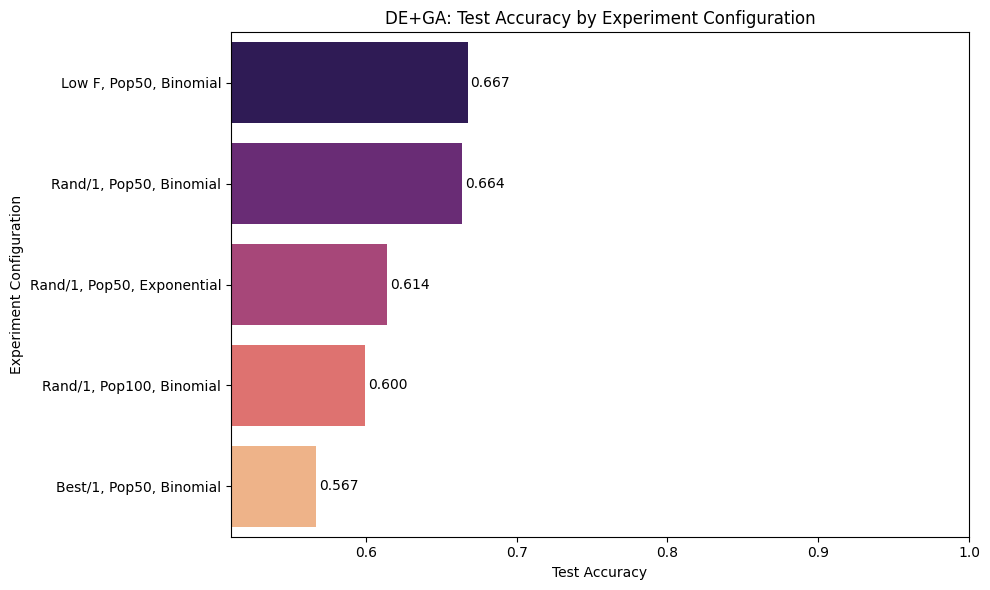 DE+GA: Test Accuracy by Experiment Configuration
Experiment Configuration
Low F, Pop50, Binomial
0.667
Rand/1, Pop50, Binomial
0.664
Rand/1, Pop50, Exponential
0.614
Rand/1, Pop100, Binomial
0.600
Best/1, Pop50, Binomial
0.567
0.6 0.7 0.8 0.9 1.0
Test Accuracy